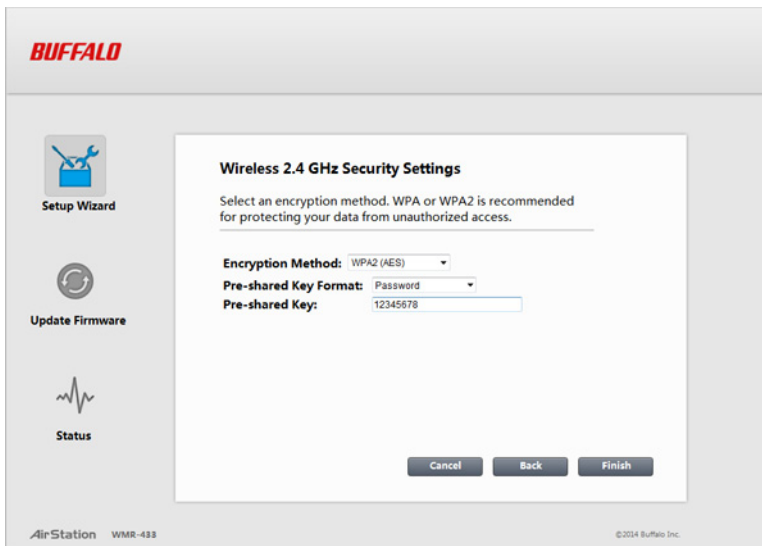 BUFFALO
Setup Wizard
Update Firmware
Status
Wireless 2.4 GHz Security Settings
Select an encryption method. WPA or WPA2 is recommended
for protecting your data from unauthorized access.
Encryption Method: WPA2 (AES)
Pre-shared Key Format: Password
Pre-shared Key: 12345678
Cancel Back Finish
AirStation WMR-433 ©2014 Buffalo Inc.